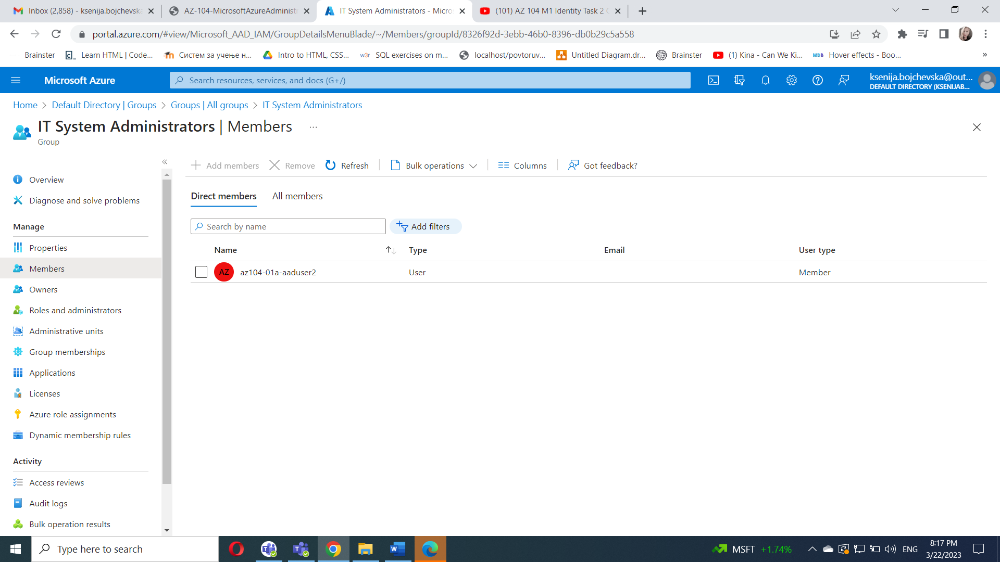 Inbox (2,858) - ksenija.bojchevska
AZ-104-MicrosoftAzureAdministr
IT System Administrators - Micro
(101) AZ 104 M1 Identity Task 2
portal.azure.com/#view/Microsoft_AAD_IAM/GroupDetailsMenuBlade/~/Members/groupId/8326f92d-3ebb-46b0-8396-db0b29c5a558
Brainster
Learn HTML | Code...
Систем за учење н...
Intro to HTML, CSS...
w3r SQL exercises on m...
localhost/povtoruv...
Untitled Diagram.dr...
Brainster
(1) Kina - Can We Ki...
MDB Hover effects - Boo...
»
Microsoft Azure
Search resources, services, and docs (G+/)
ksenija.bojchevska@out...
DEFAULT DIRECTORY (KSENIJAB...
Home > Default Directory | Groups > Groups | All groups > IT System Administrators
IT System Administrators | Members ...
Group
«
Add members
Remove
Refresh
Bulk operations
Columns
Got feedback?
Overview
Diagnose and solve problems
Manage
Properties
Members
Owners
Roles and administrators
Administrative units
Group memberships
Applications
Licenses
Azure role assignments
Dynamic membership rules
Activity
Access reviews
Audit logs
Bulk operation results
Direct members
All members
Search by name
Add filters
Name
Type
Email
User type
AZ az104-01a-aaduser2
User
Member
Type here to search
MSFT +1.74%
ENG
8:17 PM
3/22/2023